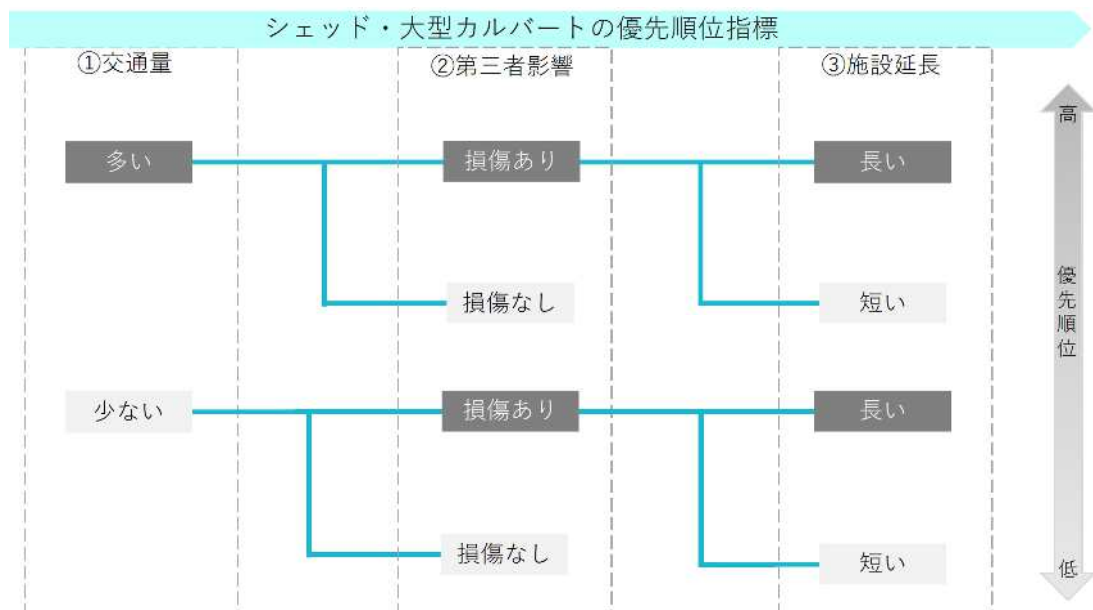 シェッド・大型カルバートの優先順位指標
①交通量
②第三者影響
③施設延長
高
多い
損傷あり
長い
優先順位
損傷なし
短い
少ない
損傷あり
長い
損傷なし
短い
低